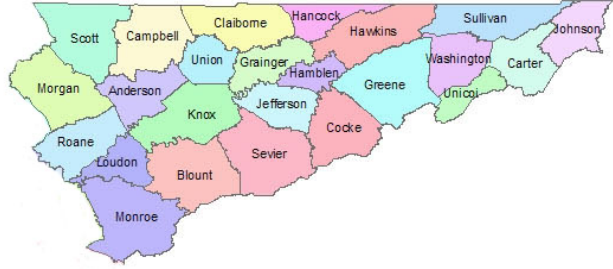 Hancock
Sullivan
Johnson
Claiborne
Hawkins
Scott
Campbell
Washington
Union
Grainger
Carter
Hamblen
Greene
Morgan
Anderson
Unicoi
Jefferson
Knox
Cocke
Roane
Sevier
Loudon
Blount
Monroe